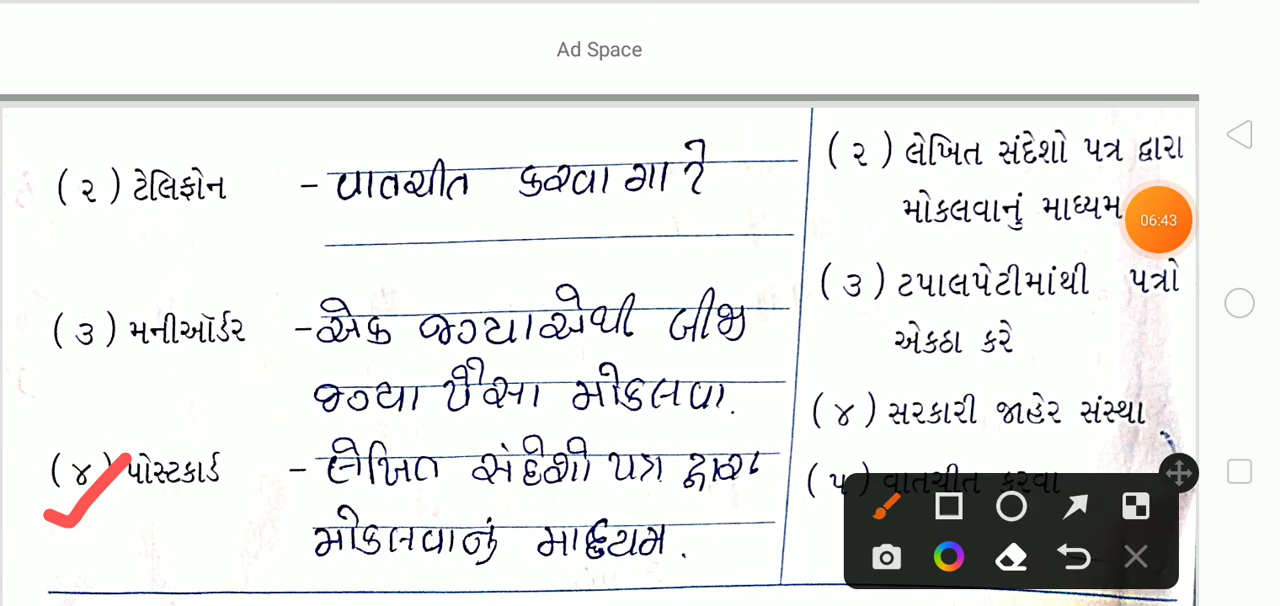 Ad Space
(૨) ટેલિફોન - વાતચીત કરવા માટે
(૩) મનીઑર્ડર - એક જગ્યાએથી બીજી
જગ્યા પૈસા મોકલવા.
(૪) પોસ્ટકાર્ડ - લેખિત સંદેશો પત્ર દ્વારા
મોકલવાનું માધ્યમ.
(૨) લેખિત સંદેશો પત્ર દ્વારા
મોકલવાનું માધ્યમ
06:43
(૩) ટપાલપેટીમાંથી પત્રો
એકઠા કરે
(૪) સરકારી જાહેર સંસ્થા
(૫) વાતચીત કરવા